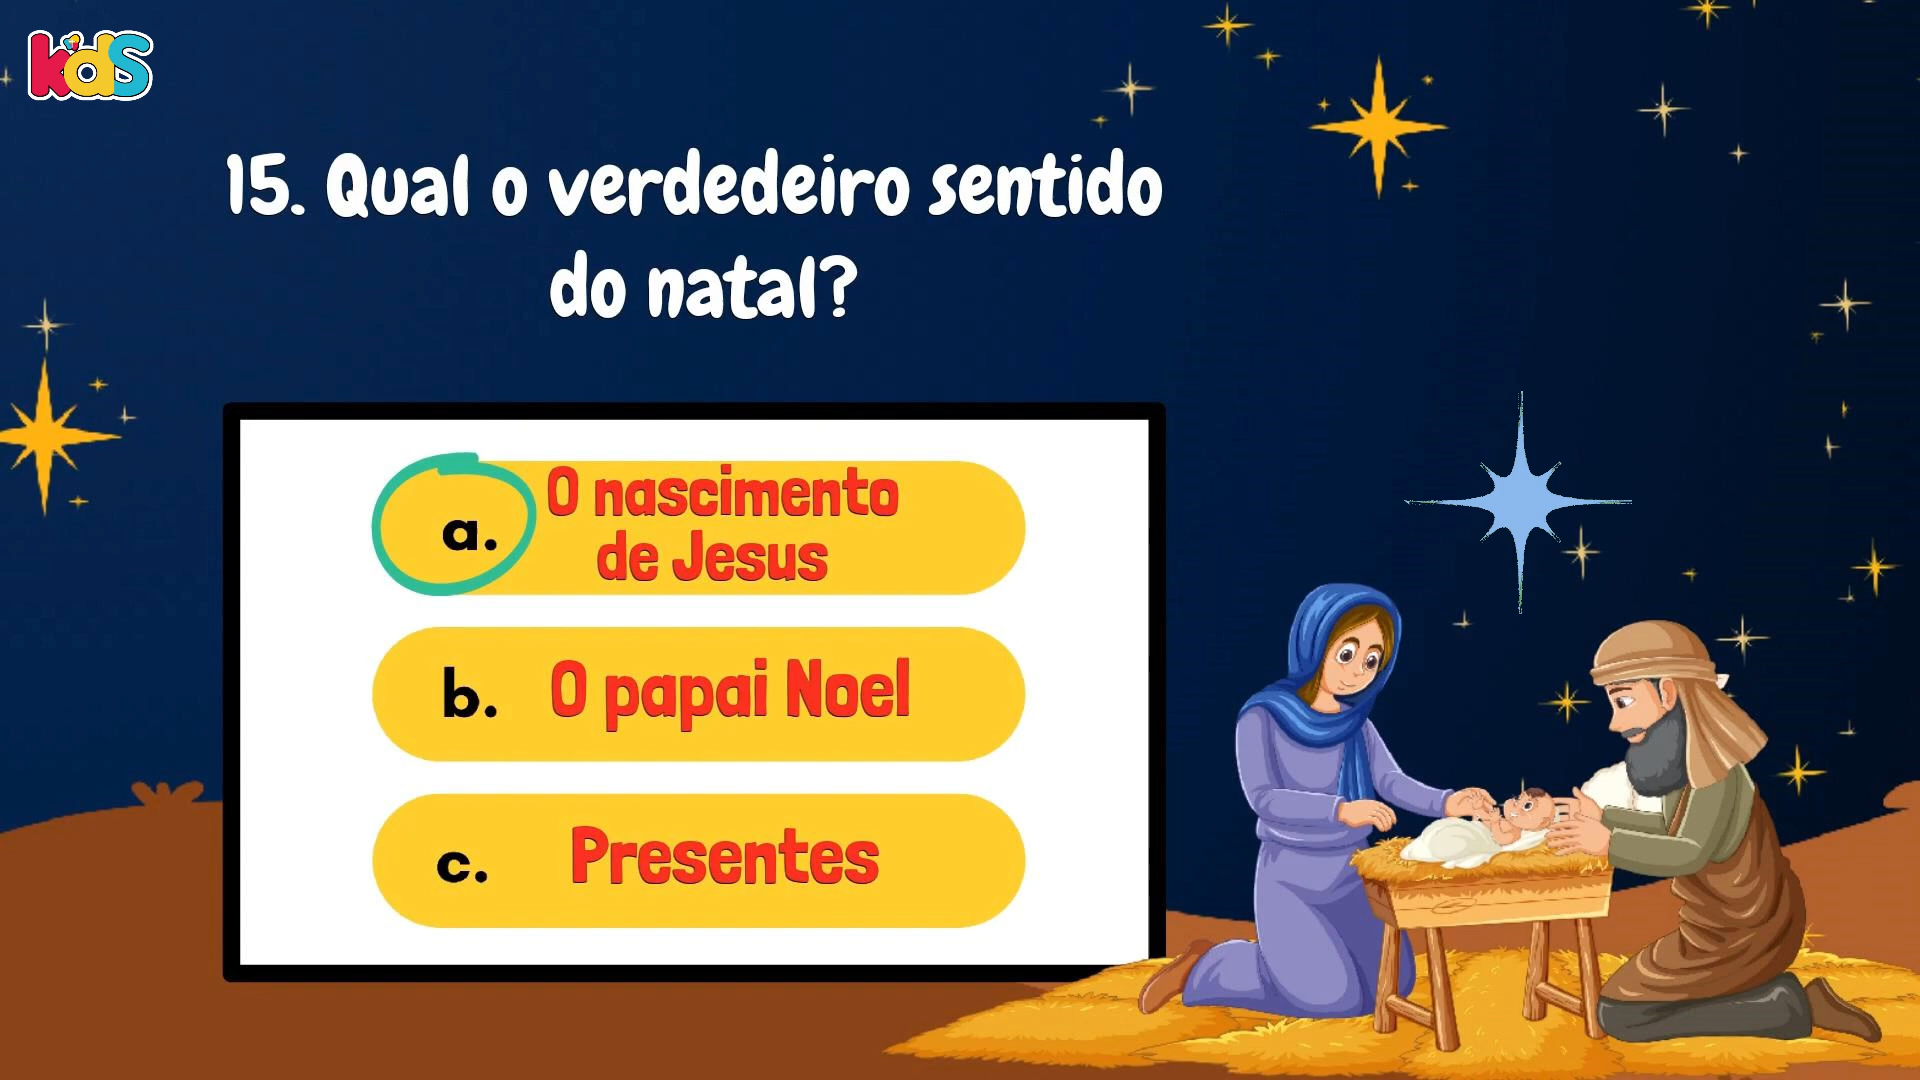 kids
15. Qual o verdedeiro sentido
do natal?
a. O nascimento
de Jesus
b. O papai Noel
c. Presentes